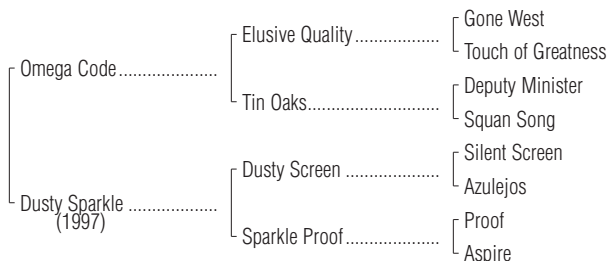 Gone West
Elusive Quality..................
Touch of Greatness
Omega Code.....................
Deputy Minister
Tin Oaks............................
Squan Song
Silent Screen
Dusty Screen ....................
Azulejos
Dusty Sparkle ...................
(1997)
Proof
Sparkle Proof....................
Aspire